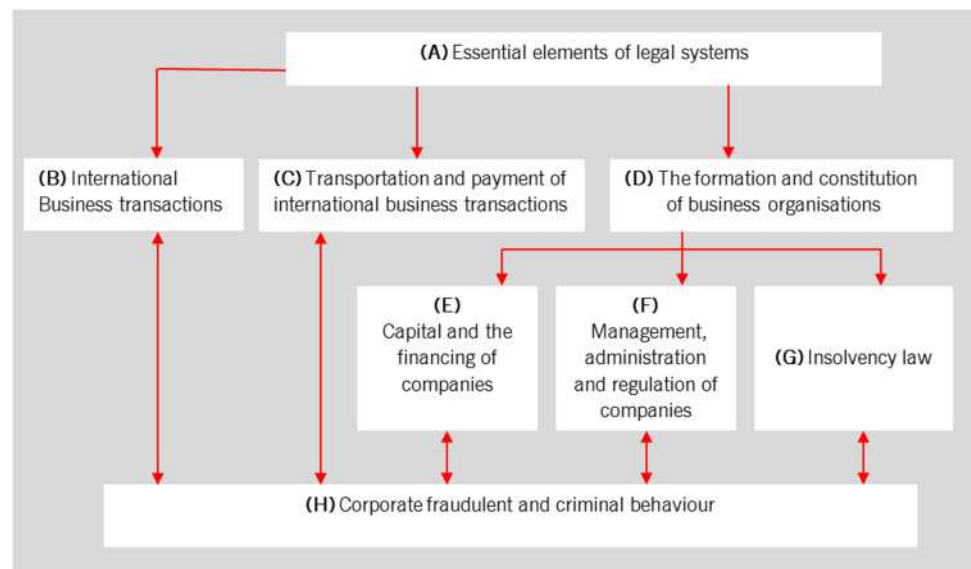 (A) Essential elements of legal systems
(B) International
Business transactions
(C) Transportation and payment of
international business transactions
(D) The formation and constitution
of business organisations
(E)
Capital and the
financing of
companies
(F)
Management,
administration
and regulation of
companies
(G) Insolvency law
(H) Corporate fraudulent and criminal behaviour